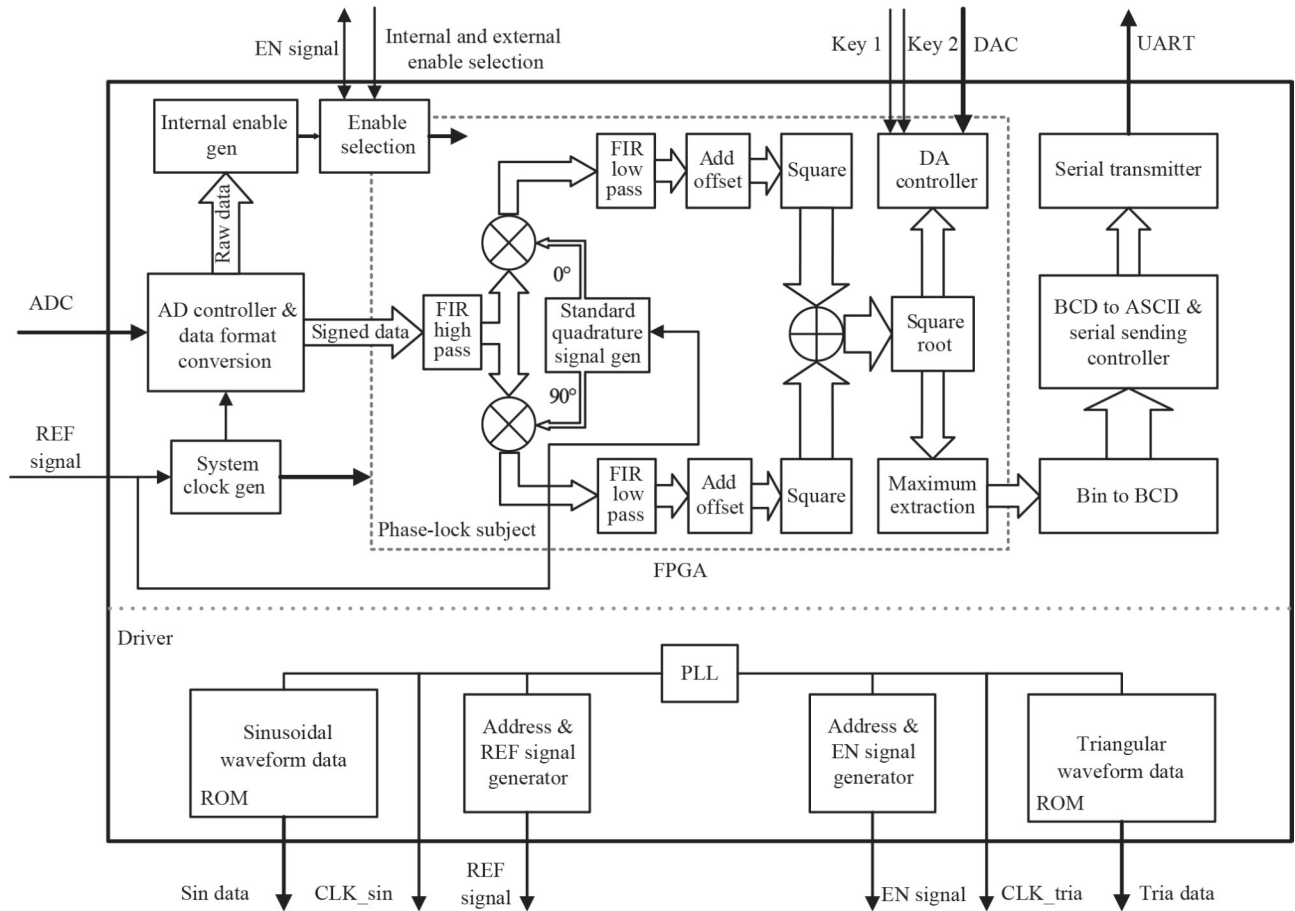 EN signal
Internal and external
enable selection
Key 1
Key 2
DAC
UART
Internal enable
gen
Enable
selection
FIR
low
pass
Add
offset
Square
DA
controller
Serial transmitter
Raw data
0°
ADC
AD controller &
data format
conversion
Signed data
FIR
high
pass
Standard
quadrature
signal gen
Square
root
BCD to ASCII &
serial sending
controller
90°
REF
signal
System
clock gen
FIR
low
pass
Add
offset
Square
Maximum
extraction
Bin to BCD
Phase-lock subject
FPGA
Driver
PLL
Sinusoidal
waveform data
ROM
Address &
REF signal
generator
Address &
EN signal
generator
Triangular
waveform data
ROM
Sin data
CLK_sin
REF
signal
EN signal
CLK_tria
Tria data